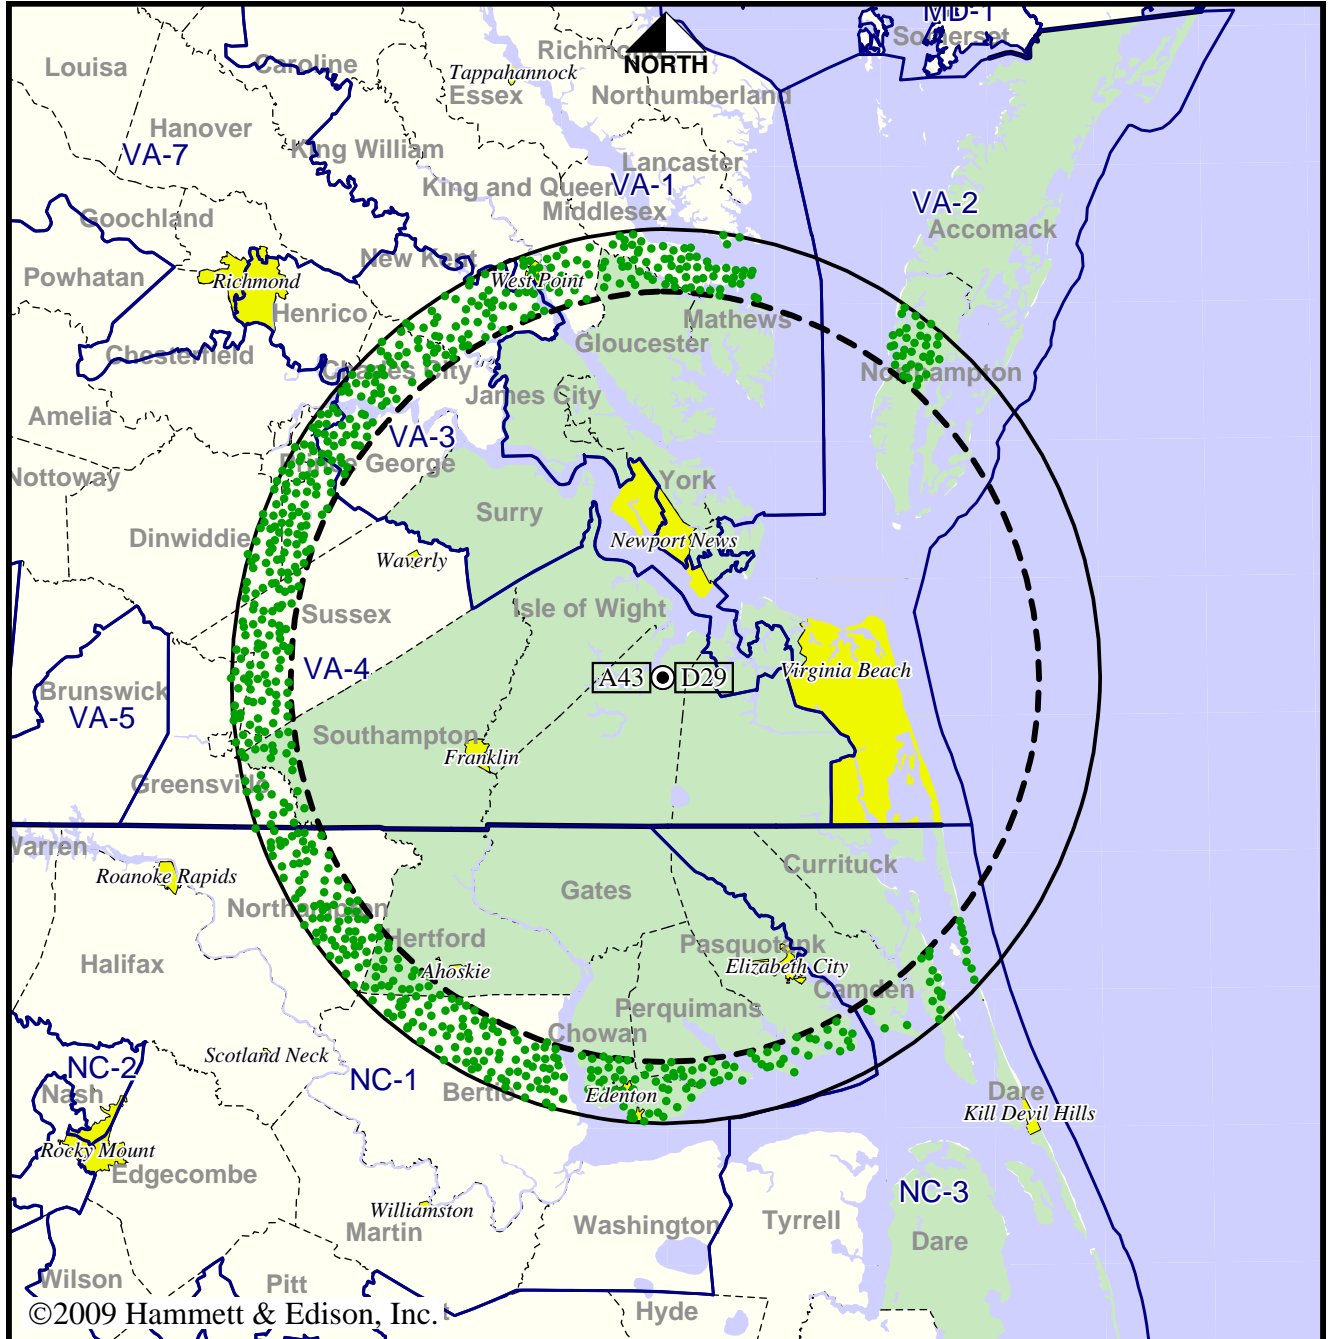 MD-1
Somerset
Richmond
NORTH
Louisa
Caroline
Tappahannock
Essex
Northumberland
Hanover
VA-7
King William
Lancaster
King and Queen
VA-1
Middlesex
VA-2
Accomack
Goochland
New Kent
Powhatan
Richmond
West Point
Henrico
Mathews
Gloucester
Chesterfield
Charles City
Northampton
James City
Amelia
VA-3
Prince George
Nottoway
York
Surry
Dinwiddie
Newport News
Waverly
Isle of Wight
Sussex
VA-4
A43
D29
Virginia Beach
Brunswick
VA-5
Southampton
Franklin
Greensville
Warren
Currituck
Roanoke Rapids
Gates
Northampton
Hertford
Pasquotank
Halifax
Ahoskie
Elizabeth City
Camden
Perquimans
Chowan
Scotland Neck
NC-2
NC-1
Nash
Bertie
Edenton
Dare
Kill Devil Hills
Rocky Mount
Edgecombe
NC-3
Williamston
Martin
Washington
Tyrrell
Dare
Wilson
Pitt
Hyde
©2009 Hammett & Edison, Inc.